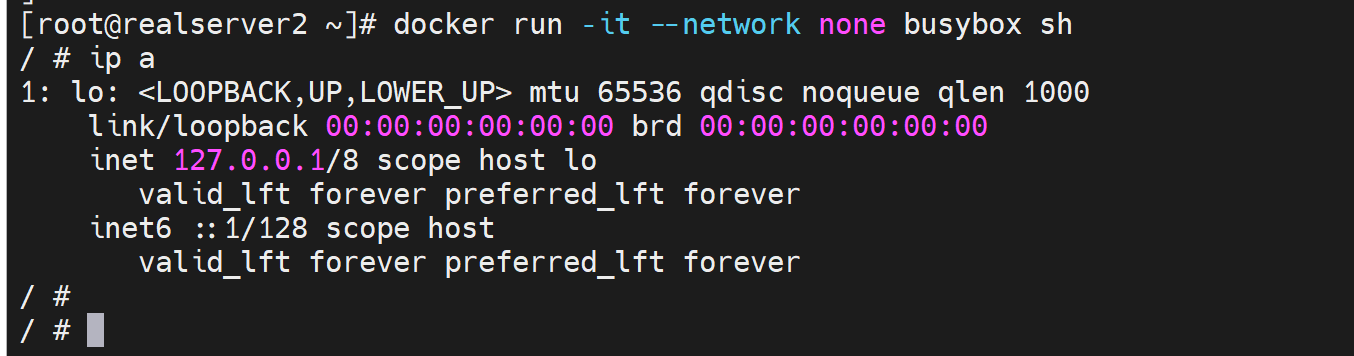 [root@realserver2 ~]# docker run -it --network none busybox sh
/ # ip a
1: lo: <LOOPBACK,UP,LOWER_UP> mtu 65536 qdisc noqueue qlen 1000
    link/loopback 00:00:00:00:00:00 brd 00:00:00:00:00:00
    inet 127.0.0.1/8 scope host lo
       valid_lft forever preferred_lft forever
    inet6 ::1/128 scope host
       valid_lft forever preferred_lft forever
/ #
/ #